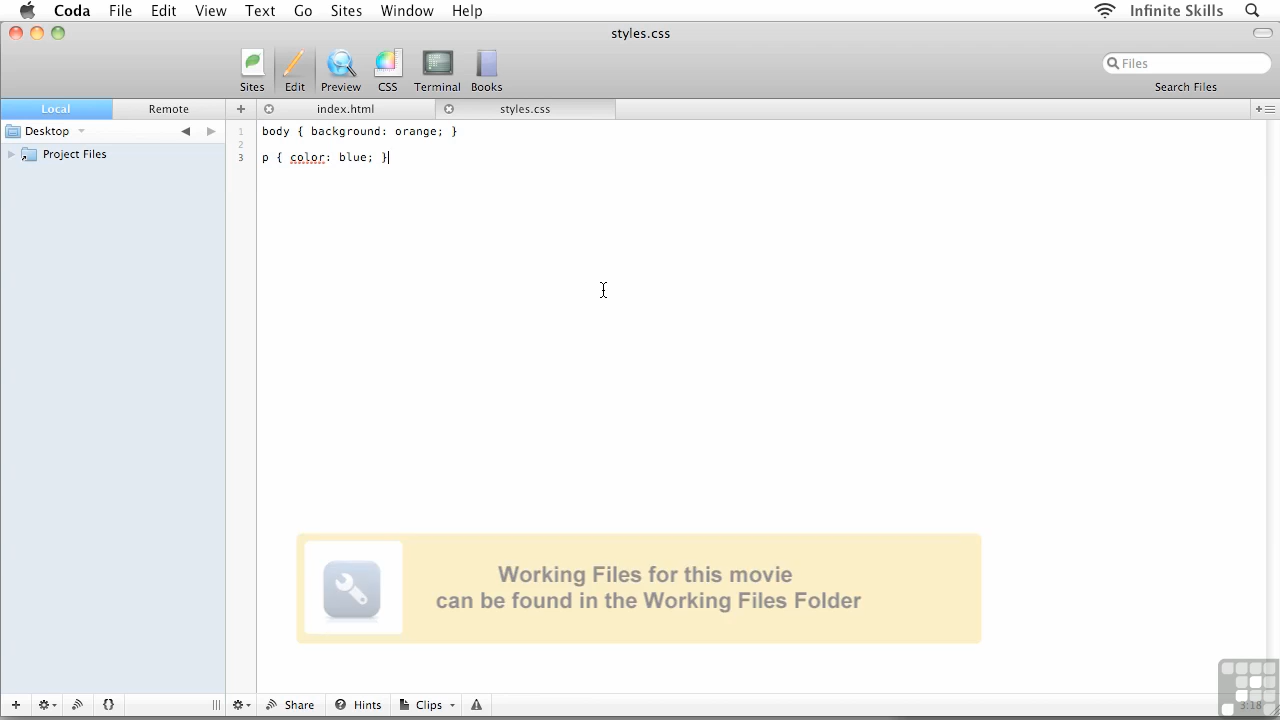 Coda File Edit View Text Go Sites Window Help Infinite Skills
styles.css
Sites Edit Preview CSS Terminal Books Files Search Files
Local Remote + index.html styles.css
Desktop
Project Files
1 body { background: orange; }
2
3 p { color: blue; }
Working Files for this movie
can be found in the Working Files Folder
Share Hints Clips 3:18